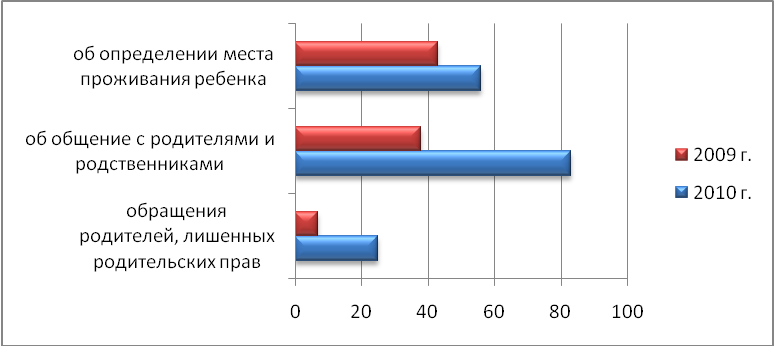 об определении места
проживания ребенка
об общение с родителями и
родственниками
обращения
родителей, лишенных
родительских прав
2009 г.
2010 г.
0 20 40 60 80 100